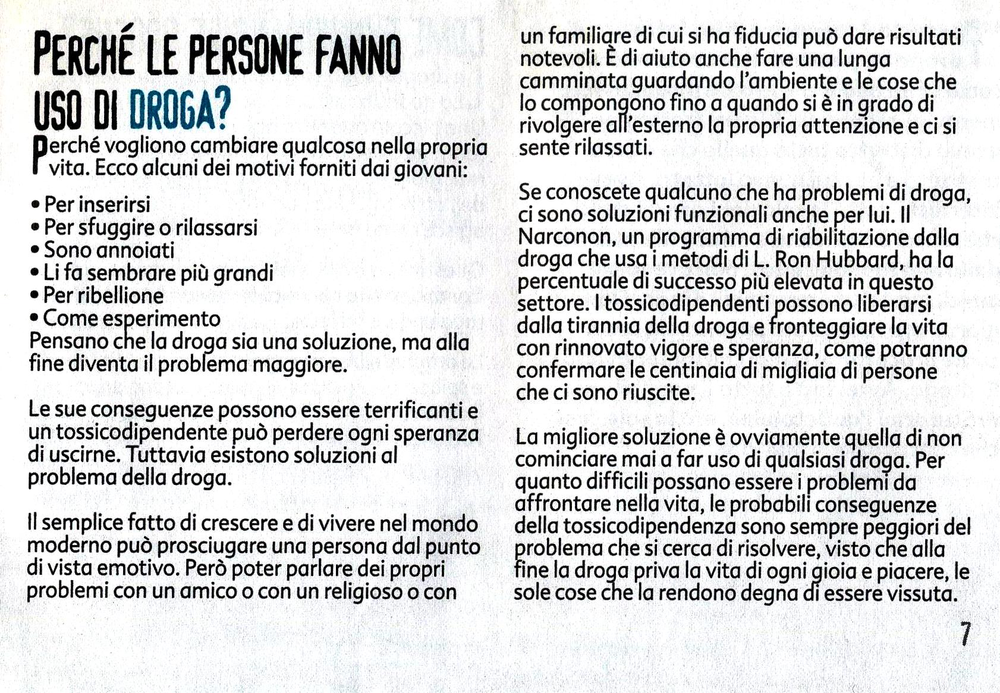 PERCHÉ LE PERSONE FANNO
USO DI DROGA?
Perché vogliono cambiare qualcosa nella propria
vita. Ecco alcuni dei motivi forniti dai giovani:
• Per inserirsi
• Per sfuggire o rilassarsi
• Sono annoiati
• Li fa sembrare più grandi
• Per ribellione
• Come esperimento
Pensano che la droga sia una soluzione, ma alla
fine diventa il problema maggiore.
Le sue conseguenze possono essere terrificanti e
un tossicodipendente può perdere ogni speranza
di uscirne. Tuttavia esistono soluzioni al
problema della droga.
Il semplice fatto di crescere e di vivere nel mondo
moderno può prosciugare una persona dal punto
di vista emotivo. Però poter parlare dei propri
problemi con un amico o con un religioso o con
un familiare di cui si ha fiducia può dare risultati
notevoli. È di aiuto anche fare una lunga
camminata guardando l'ambiente e le cose che
lo compongono fino a quando si è in grado di
rivolgere all'esterno la propria attenzione e ci si
sente rilassati.
Se conoscete qualcuno che ha problemi di droga,
ci sono soluzioni funzionali anche per lui. Il
Narconon, un programma di riabilitazione dalla
droga che usa i metodi di L. Ron Hubbard, ha la
percentuale di successo più elevata in questo
settore. I tossicodipendenti possono liberarsi
dalla tirannia della droga e fronteggiare la vita
con rinnovato vigore e speranza, come potranno
confermare le centinaia di migliaia di persone
che ci sono riuscite.
La migliore soluzione è ovviamente quella di non
cominciare mai a far uso di qualsiasi droga. Per
quanto difficili possano essere i problemi da
affrontare nella vita, le probabili conseguenze
della tossicodipendenza sono sempre peggiori del
problema che si cerca di risolvere, visto che alla
fine la droga priva la vita di ogni gioia e piacere, le
sole cose che la rendono degna di essere vissuta.
7